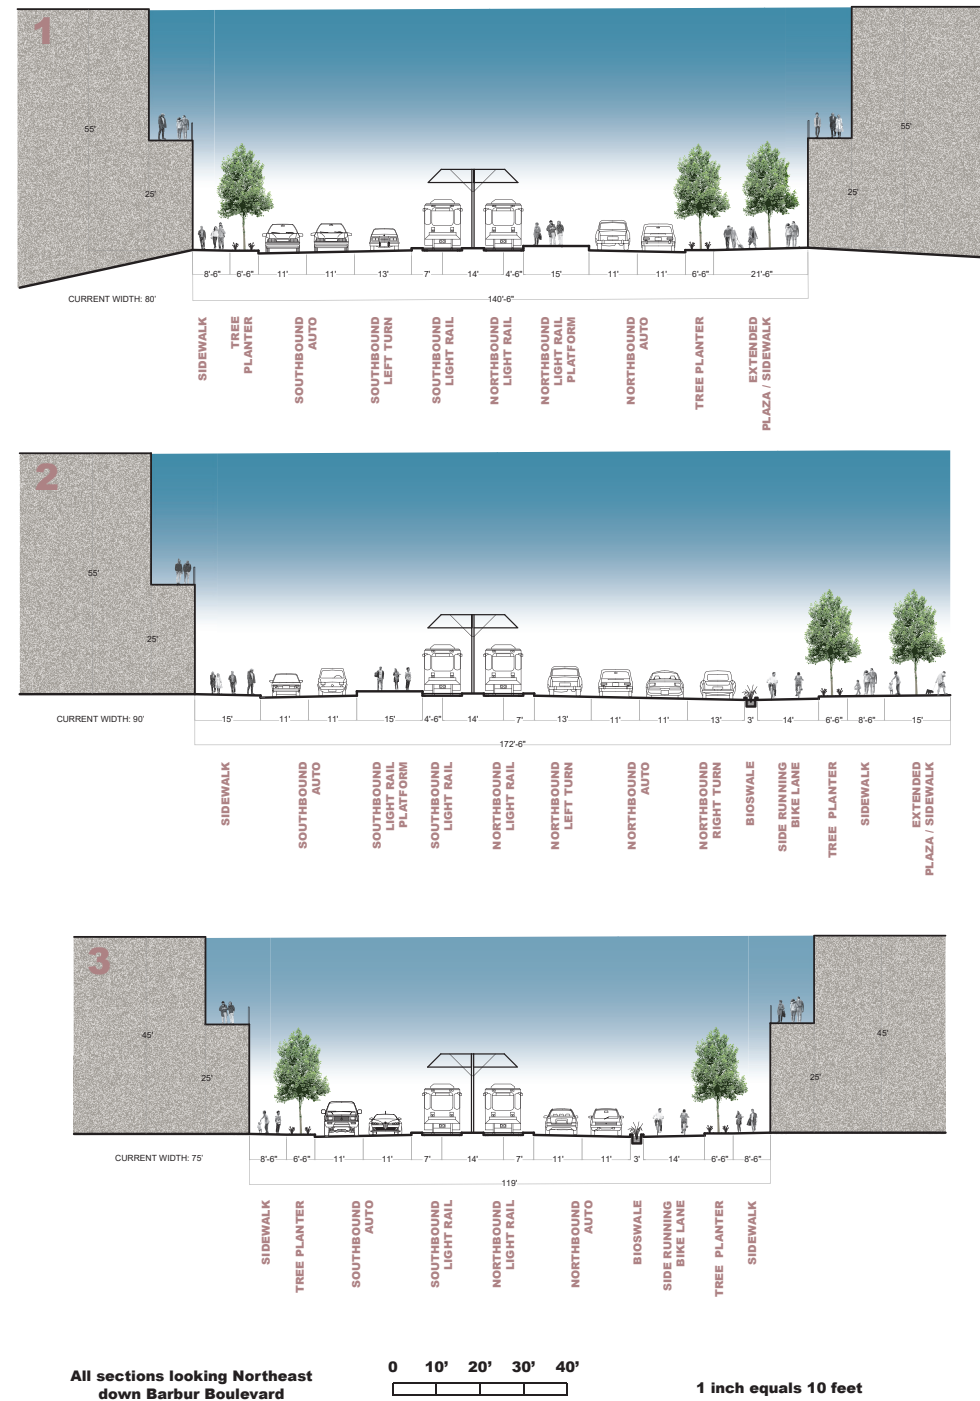 1
55'
55'
25'
25'
8'-6" 6'-6" 11' 11' 13' 7' 14' 4'-6" 15' 11' 11' 6'-6" 21'-6"
CURRENT WIDTH: 80'
140'-6"
SIDEWALK
TREE
PLANTER
SOUTHBOUND
AUTO
SOUTHBOUND
LEFT TURN
SOUTHBOUND
LIGHT RAIL
NORTHBOUND
LIGHT RAIL
NORTHBOUND
LIGHT RAIL
PLATFORM
NORTHBOUND
AUTO
TREE PLANTER
EXTENDED
PLAZA / SIDEWALK
2
55'
25'
CURRENT WIDTH: 90'
15' 11' 11' 15' 4'-6" 14' 7' 13' 11' 11' 13' 3' 14' 6'-6" 8'-6" 15'
172'-6"
SIDEWALK
SOUTHBOUND
AUTO
SOUTHBOUND
LIGHT RAIL
PLATFORM
SOUTHBOUND
LIGHT RAIL
NORTHBOUND
LIGHT RAIL
NORTHBOUND
LEFT TURN
NORTHBOUND
AUTO
NORTHBOUND
RIGHT TURN
BIOSWALE
SIDE RUNNING
BIKE LANE
TREE PLANTER
SIDEWALK
EXTENDED
PLAZA / SIDEWALK
3
45'
45'
25'
25'
CURRENT WIDTH: 75'
8'-6" 6'-6" 11' 11' 7' 14' 7' 11' 11' 3' 14' 6'-6" 8'-6"
119'
SIDEWALK
TREE PLANTER
SOUTHBOUND
AUTO
SOUTHBOUND
LIGHT RAIL
NORTHBOUND
LIGHT RAIL
NORTHBOUND
AUTO
BIOSWALE
SIDE RUNNING
BIKE LANE
TREE PLANTER
SIDEWALK
All sections looking Northeast
down Barbur Boulevard
0 10' 20' 30' 40'
1 inch equals 10 feet